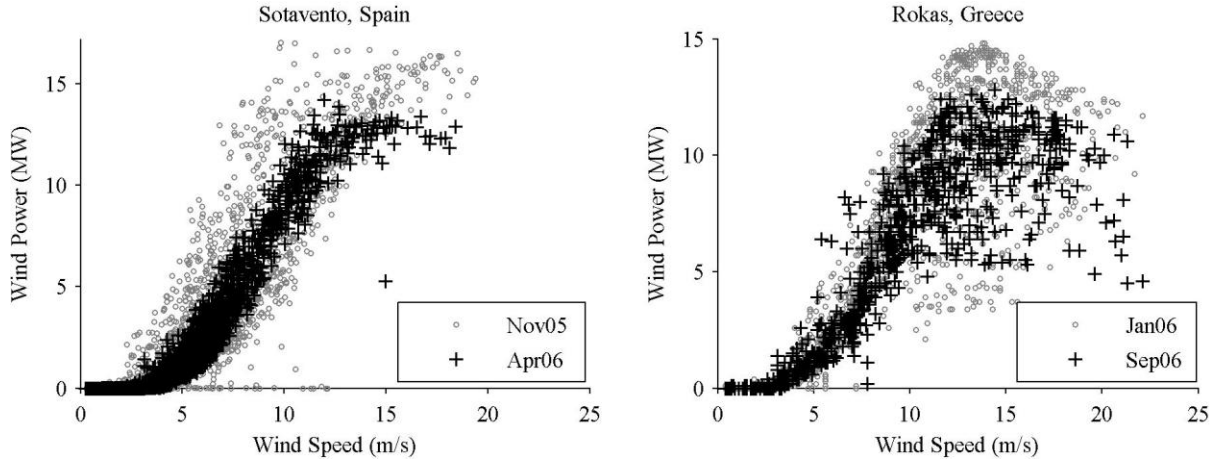 Sotavento, Spain
Wind Power (MW)
15
10
5
0
0
5
10
15
20
25
Wind Speed (m/s)
Nov05
Apr06
Rokas, Greece
Wind Power (MW)
15
10
5
0
0
5
10
15
20
25
Wind Speed (m/s)
Jan06
Sep06